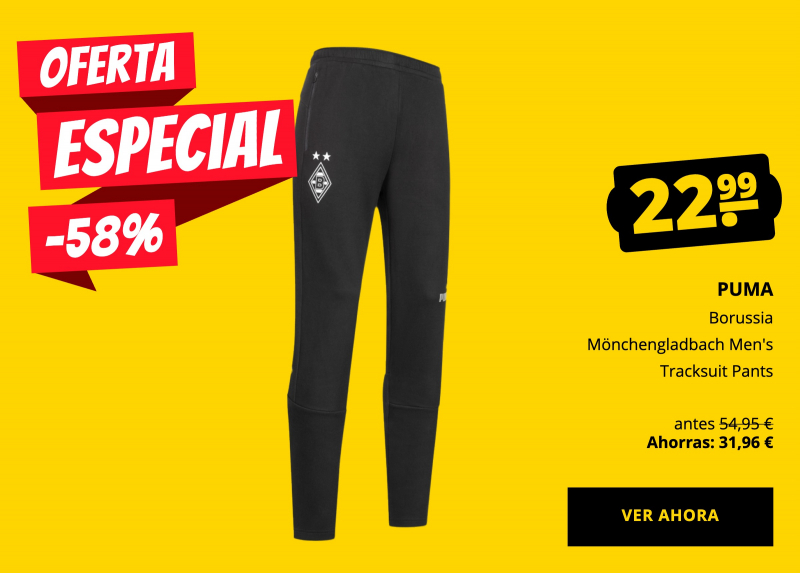 OFERTA
ESPECIAL
-58%
22.99
PUMA
Borussia
Mönchengladbach Men's
Tracksuit Pants
antes 54,95 €
Ahorras: 31,96 €
VER AHORA